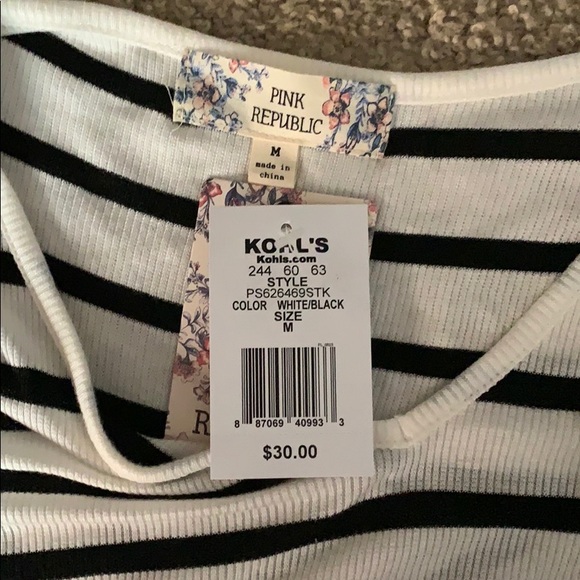 PINK
REPUBLIC
M
made in
china
KOHL'S
Kohls.com
244 60 63
STYLE
PS626469STK
COLOR WHITE/BLACK
SIZE
M
8 87069 40993 3
$30.00
R